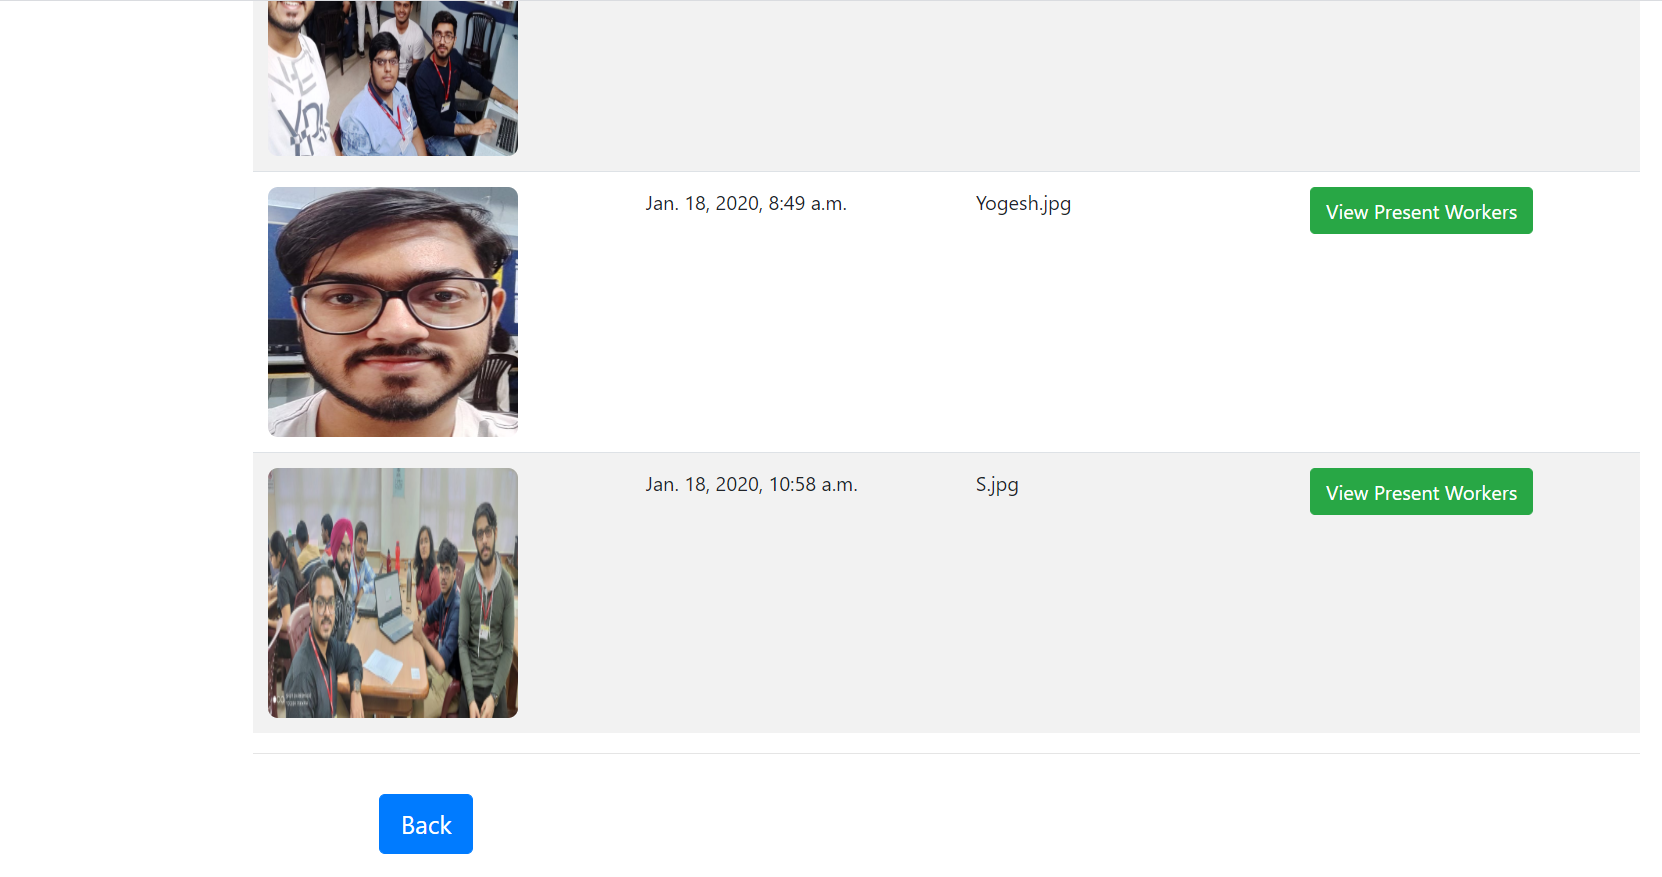 Jan. 18, 2020, 8:49 a.m. Yogesh.jpg View Present Workers
Jan. 18, 2020, 10:58 a.m. S.jpg View Present Workers
Back